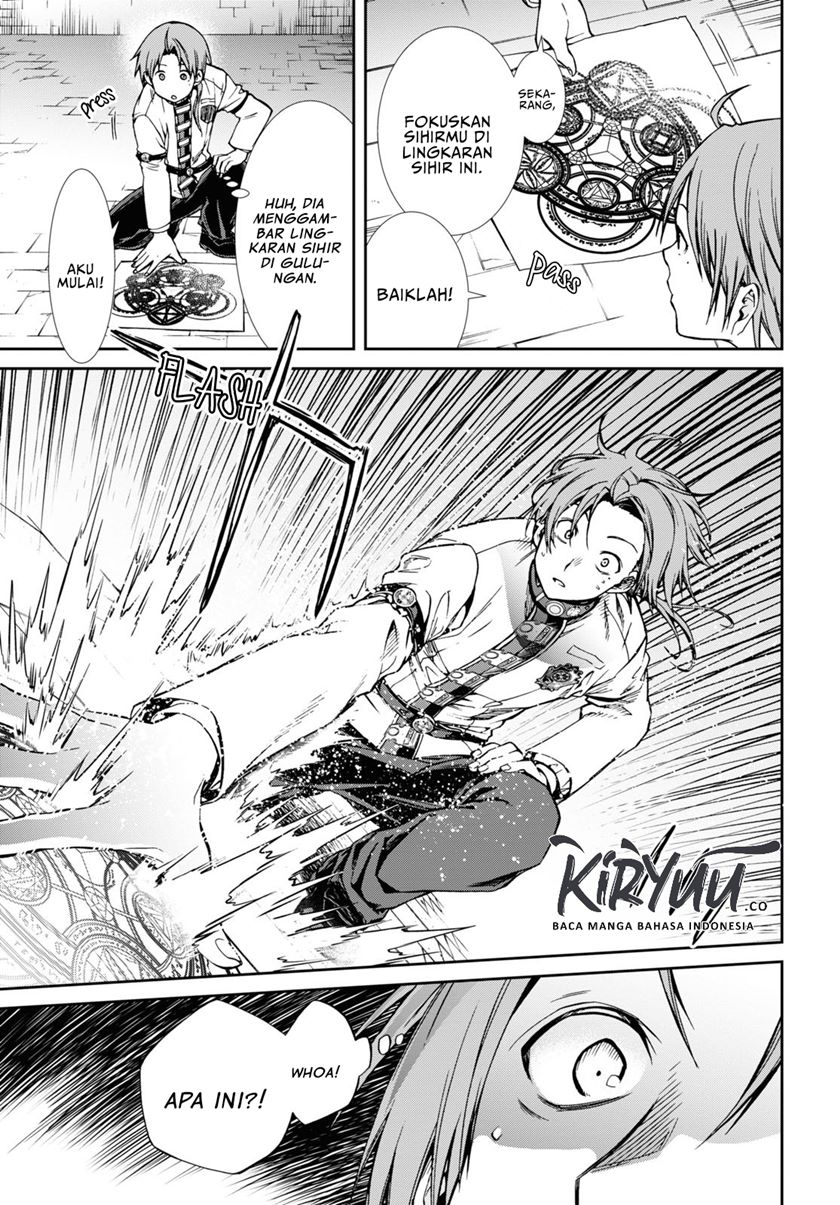 SEKA-
RANG,
FOKUSKAN
SIHIRMU DI
LINGKARAN
SIHIR INI.
pass
BAIKLAH!
press
HUH, DIA
MENGGAM-
BAR LING-
KARAN SIHIR
DI GULU-
NGAN.
AKU
MULAI!
FLASH
KIRYUU.CO
BACA MANGA BAHASA INDONESIA
WHOA!
APA INI?!